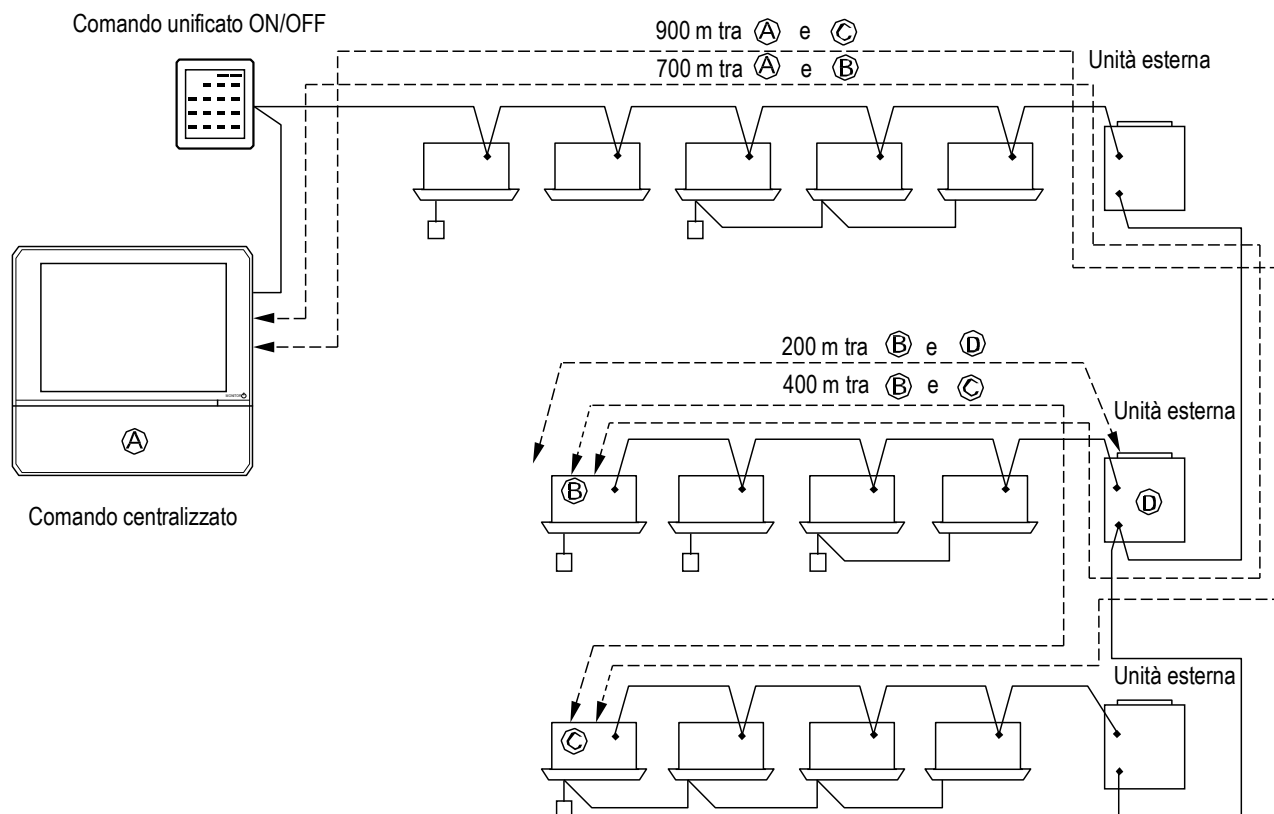 Comando unificato ON/OFF
900 m tra A e C
700 m tra A e B
Unità esterna
200 m tra B e D
400 m tra B e C
Unità esterna
B
D
A
Comando centralizzato
Unità esterna
C